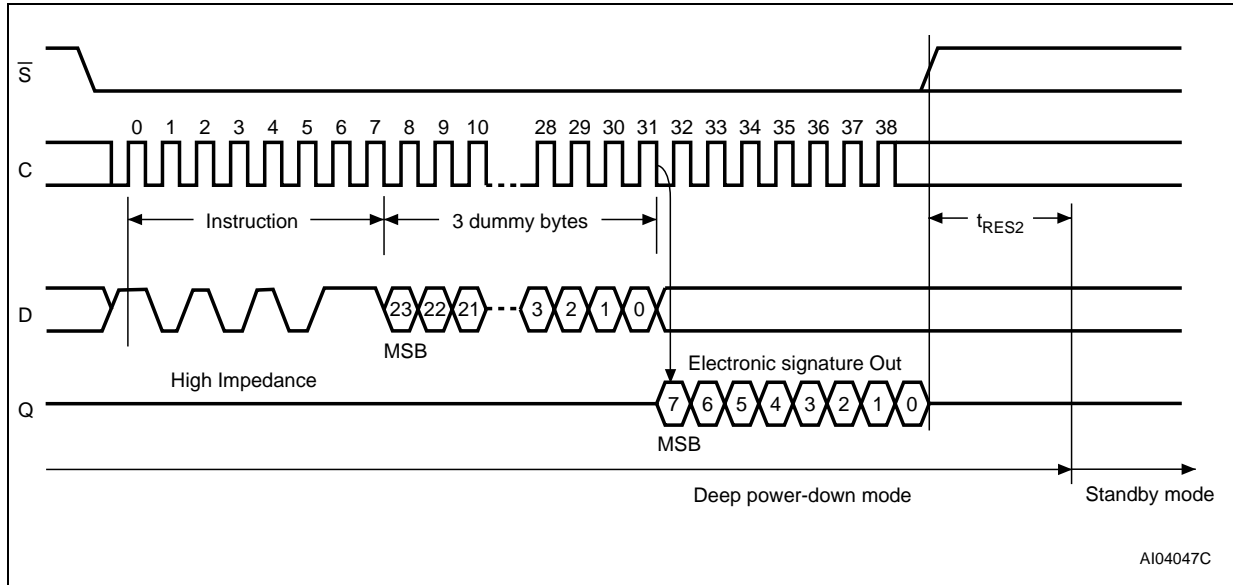 S
0 1 2 3 4 5 6 7 8 9 10 28 29 30 31 32 33 34 35 36 37 38
C
Instruction 3 dummy bytes tRES2
D 23 22 21 3 2 1 0
MSB
Electronic signature Out
High Impedance
Q 7 6 5 4 3 2 1 0
MSB
Deep power-down mode Standby mode
AI04047C